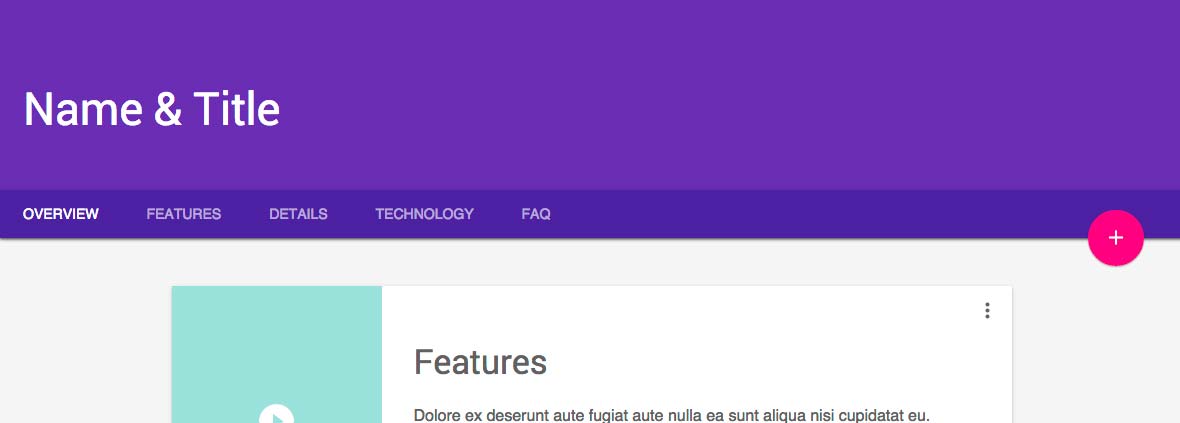 Name & Title
OVERVIEW FEATURES DETAILS TECHNOLOGY FAQ
Features
Dolore ex deserunt aute fugiat aute nulla ea sunt aliqua nisi cupidatat eu.